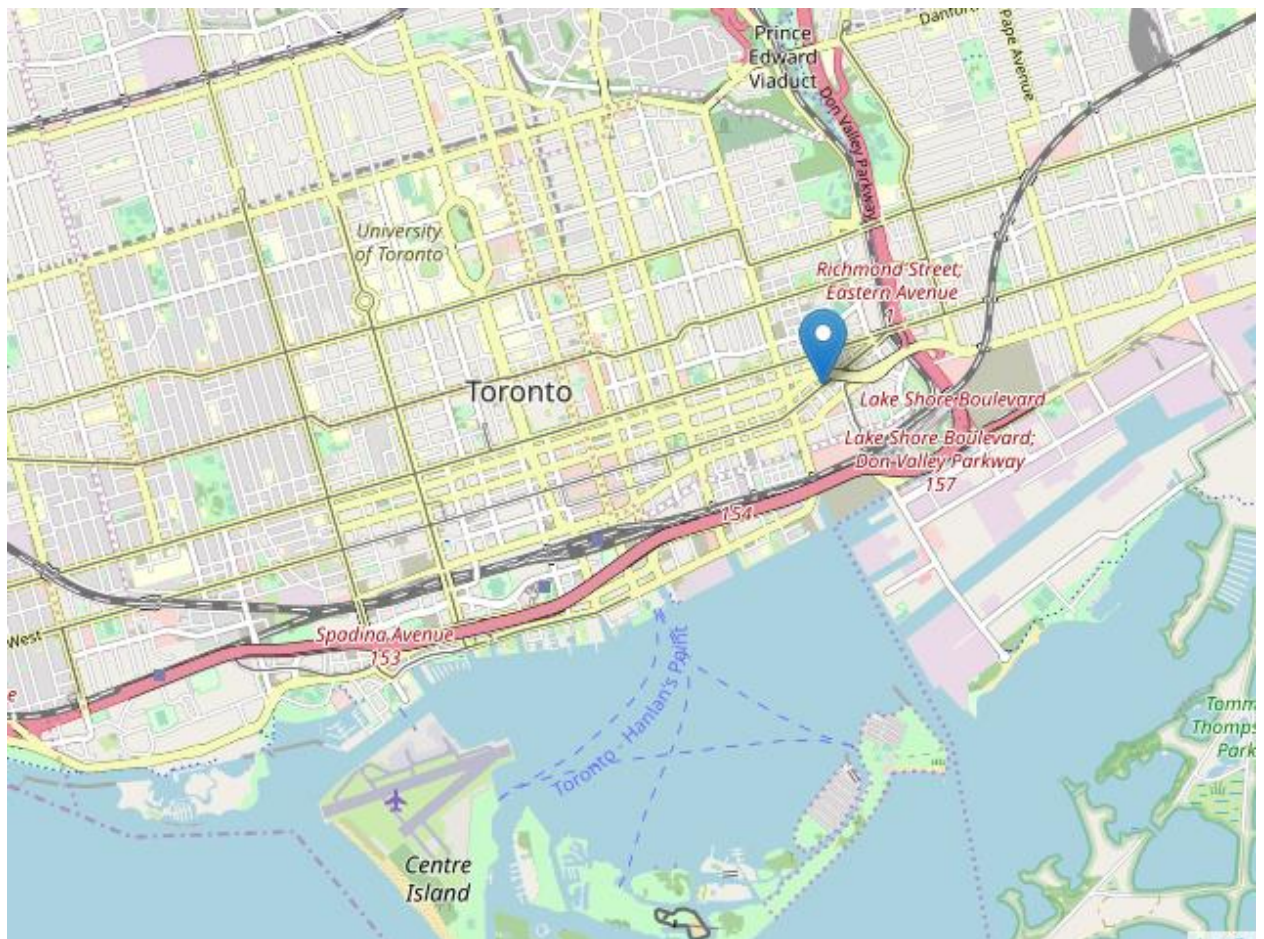 Danfor
Pape Avenue
Prince
Edward
Viaduct
Don Valley Parkway
University
of Toronto
Richmond Street;
Eastern Avenue
1
Toronto
Lake Shore Boulevard
Lake Shore Boulevard;
Don Valley Parkway
157
154
West
Spadina Avenue
153
e
Toronto - Hanlan's Point
Tomm
Thomps
Park
Centre
Island